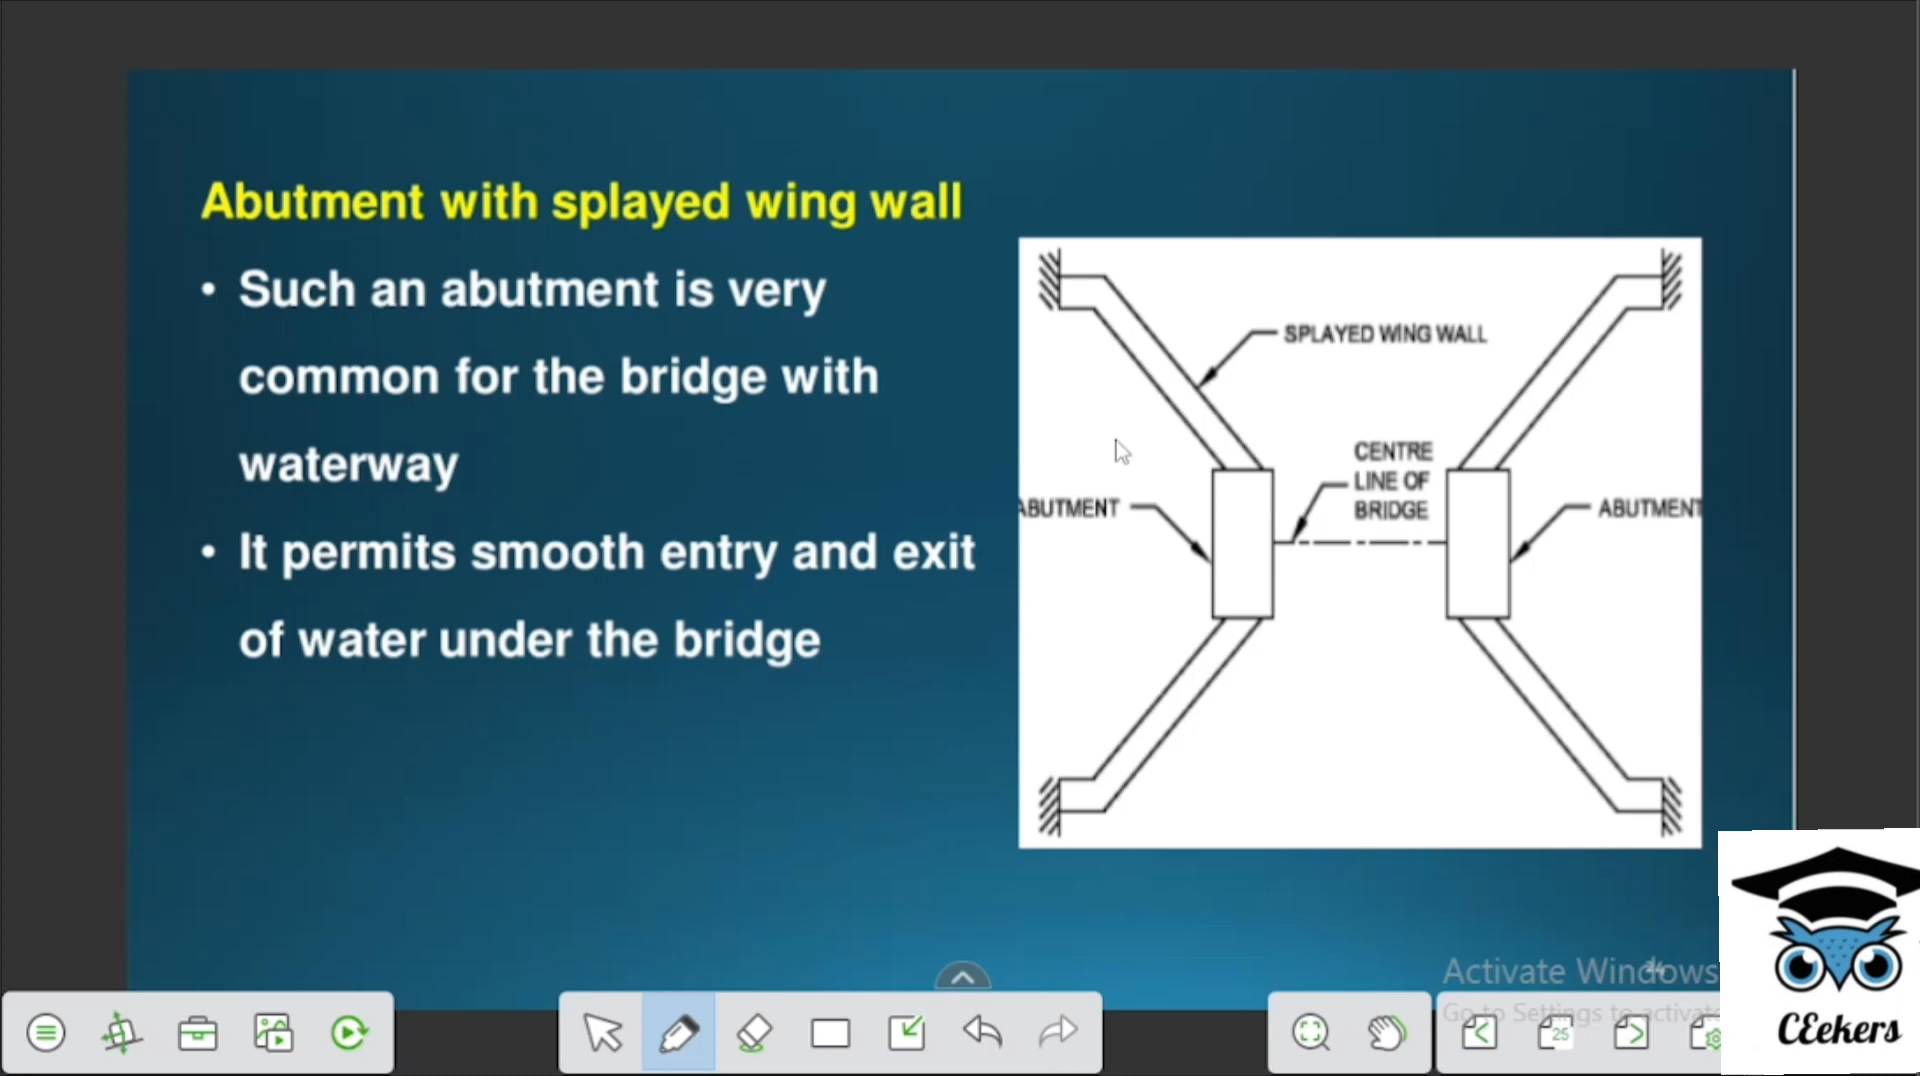 Abutment with splayed wing wall
• Such an abutment is very
common for the bridge with
waterway
• It permits smooth entry and exit
of water under the bridge
SPLAYED WING WALL
CENTRE
LINE OF
BRIDGE
ABUTMENT
ABUTMENT
Activate Windows
Go to Settings to activate
25
CEekers